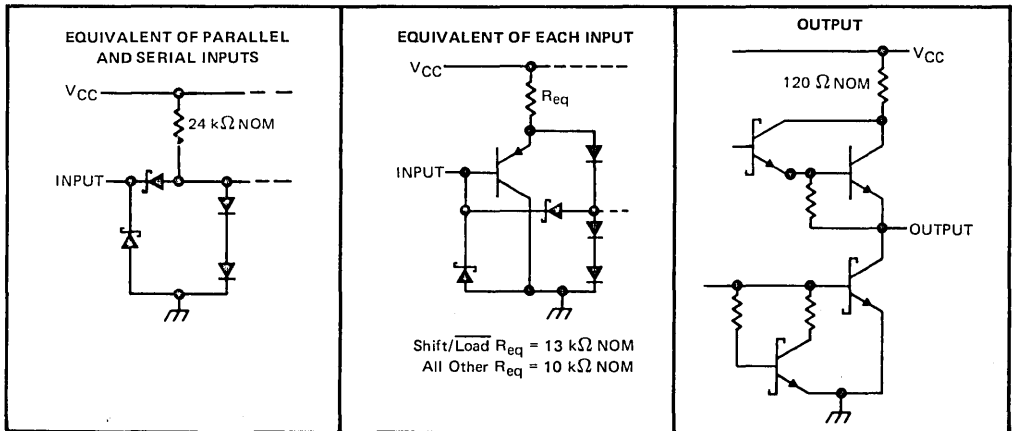 EQUIVALENT OF PARALLEL
AND SERIAL INPUTS
VCC
24 kΩ NOM
INPUT
EQUIVALENT OF EACH INPUT
VCC
Req
INPUT
Shift/L̅o̅a̅d̅ Req = 13 kΩ NOM
All Other Req = 10 kΩ NOM
OUTPUT
VCC
120 Ω NOM
OUTPUT